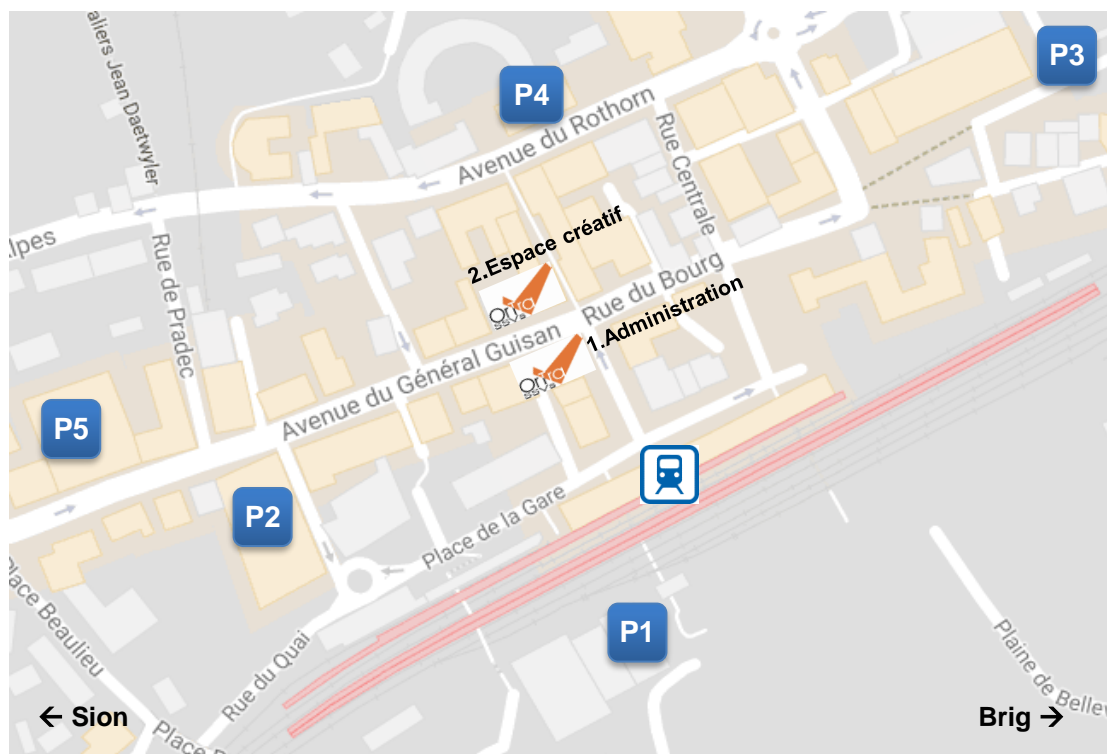 aliers Jean Daetwyler
P3
P4
Avenue du Rothorn
Rue Centrale
lpes
Rue de Pradec
2.Espace créatif
Rue du Bourg
1.Administration
Avenue du Général Guisan
P5
P2
Place de la Gare
Place Beaulieu
P1
Rue du Quai
Plaine de Bellev
← Sion
Brig →
Place